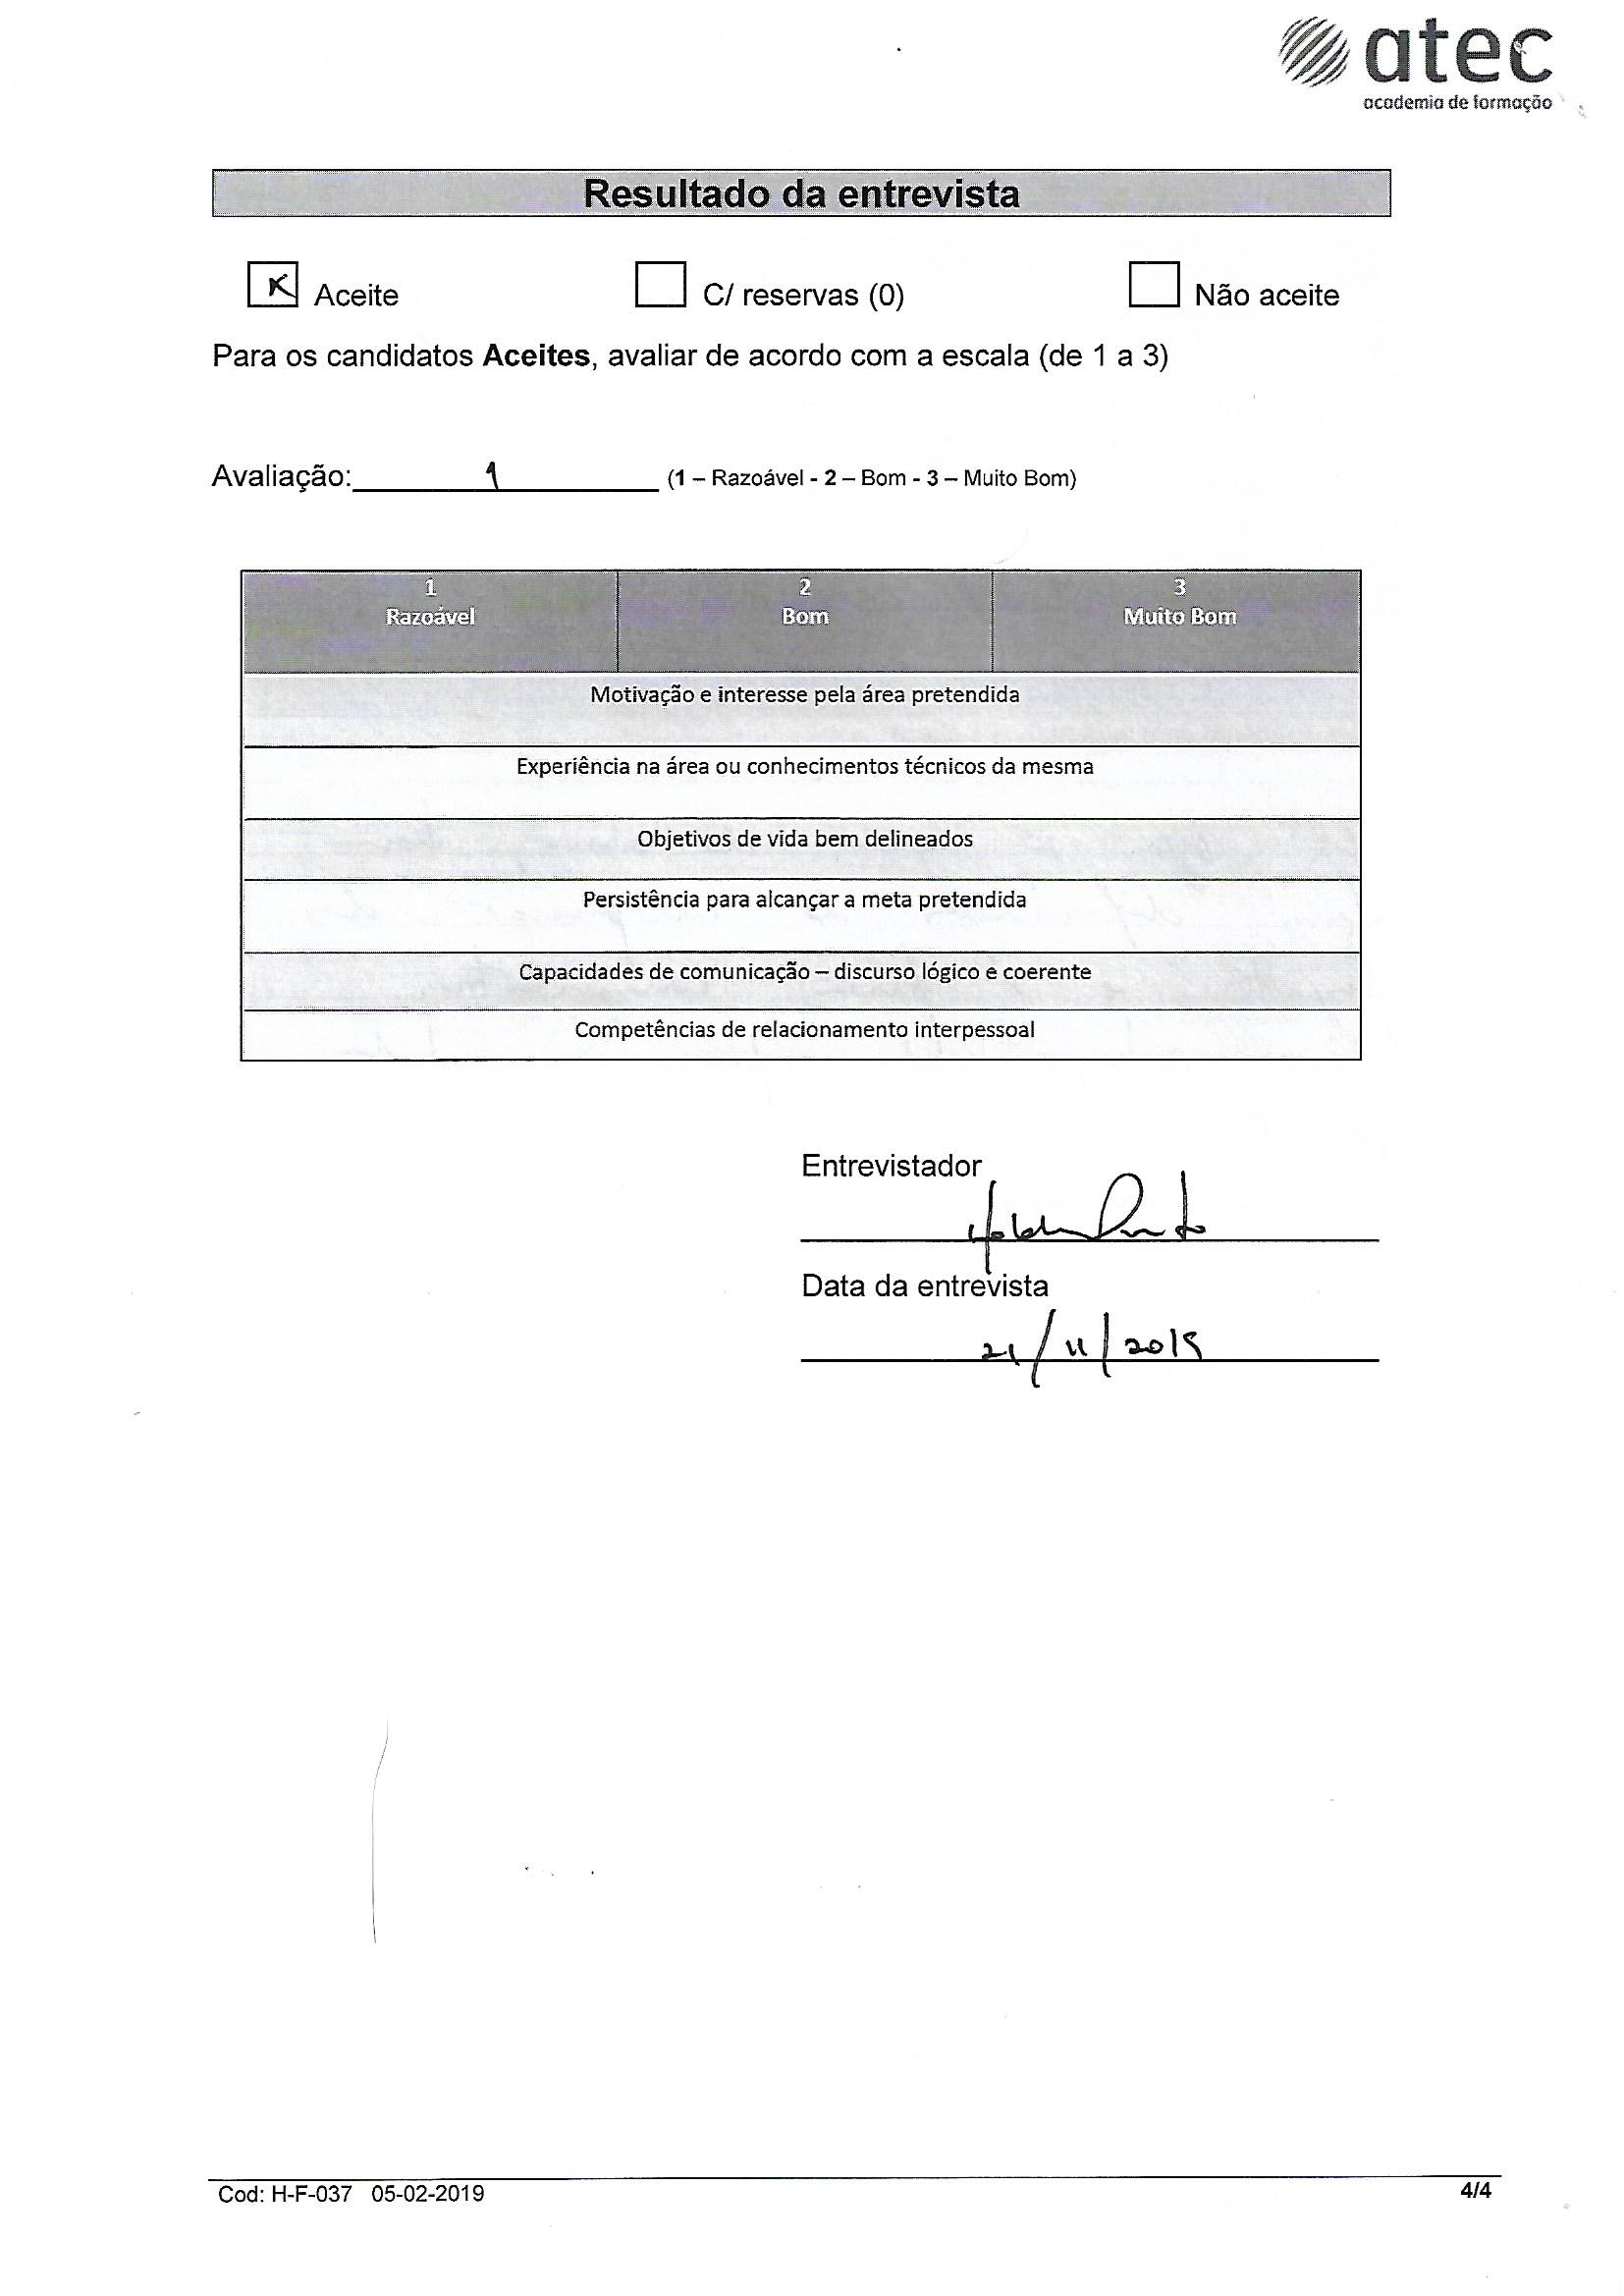 atec
academia de formação
Resultado da entrevista
Aceite C/ reservas (0) Não aceite
Para os candidatos Aceites, avaliar de acordo com a escala (de 1 a 3)
Avaliação: 1 (1 – Razoável - 2 – Bom - 3 – Muito Bom)
1 2 3
Razoável Bom Muito Bom
Motivação e interesse pela área pretendida
Experiência na área ou conhecimentos técnicos da mesma
Objetivos de vida bem delineados
Persistência para alcançar a meta pretendida
Capacidades de comunicação – discurso lógico e coerente
Competências de relacionamento interpessoal
Entrevistador
Data da entrevista
21/11/2019
Cod: H-F-037 05-02-2019 4/4